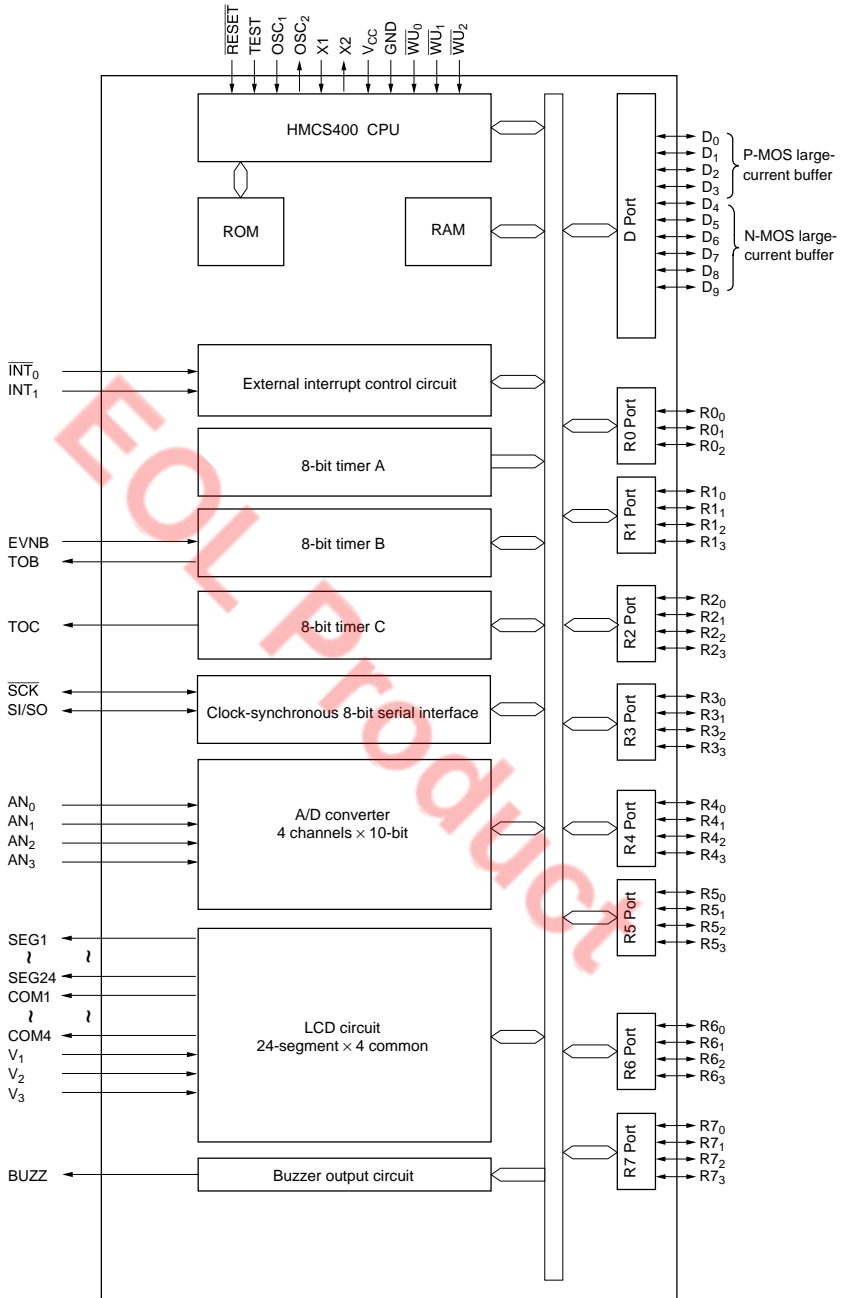 RESET
TEST
OSC₁
OSC₂
X1
X2
VCC
GND
WU₀
WU₁
WU₂
HMCS400 CPU
ROM
RAM
D Port
D₀
D₁
D₂
D₃
D₄
D₅
D₆
D₇
D₈
D₉
P-MOS large-
current buffer
N-MOS large-
current buffer
INT₀
INT₁
External interrupt control circuit
8-bit timer A
EVNB
TOB
8-bit timer B
TOC
8-bit timer C
SCK
SI/SO
Clock-synchronous 8-bit serial interface
AN₀
AN₁
AN₂
AN₃
A/D converter
4 channels × 10-bit
SEG1
~ ~
SEG24
COM1
~ ~
COM4
V₁
V₂
V₃
LCD circuit
24-segment × 4 common
BUZZ
Buzzer output circuit
R0 Port
R0₀
R0₁
R0₂
R1 Port
R1₀
R1₁
R1₂
R1₃
R2 Port
R2₀
R2₁
R2₂
R2₃
R3 Port
R3₀
R3₁
R3₂
R3₃
R4 Port
R4₀
R4₁
R4₂
R4₃
R5 Port
R5₀
R5₁
R5₂
R5₃
R6 Port
R6₀
R6₁
R6₂
R6₃
R7 Port
R7₀
R7₁
R7₂
R7₃
EOL Product